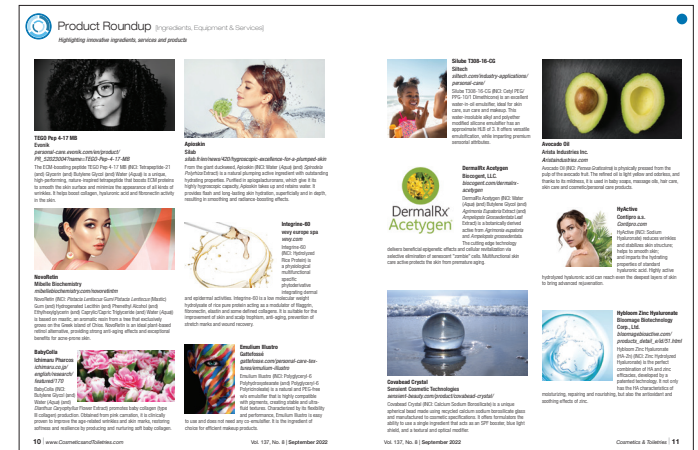 Product Roundup [Ingredients, Equipment & Services]
Highlighting innovative ingredients, services and products
TEGO Pep 4-17 MB
Evonik
personal-care.evonik.com/en/product/
PR_52023004?name=TEGO-Pep-4-17-MB
The ECM-boosting peptide TEGO Pep 4-17 MB (INCI: Tetrapeptide-21
(and) Glycerin (and) Butylene Glycol (and) Water (Aqua) is a unique,
high-performing, nature-inspired tetrapeptide that boosts ECM proteins
to smooth the skin surface and minimize the appearance of all kinds of
wrinkles. It helps boost collagen, hyaluronic acid and fibronectin activity
in the skin.
NovoRetin
Mibelle Biochemistry
mibellebiochemistry.com/novoretintm
NovoRetin (INCI: Pistacia Lentiscus Gum/Pistacia Lentiscus (Mastic)
Gum (and) Hydrogenated Lecithin (and) Phenethyl Alcohol (and)
Ethylhexylglycerin (and) Caprylic/Capric Triglyceride (and) Water (Aqua))
is based on mastic, an aromatic resin from a tree that exclusively
grows on the Greek island of Chios. NovoRetin is an ideal plant-based
retinol alternative, providing strong anti-aging effects and exceptional
benefits for acne-prone skin.
BabyColla
Ichimaru Pharcos
ichimaru.co.jp/
english/research/
featured/170
BabyColla (INCI:
Butylene Glycol (and)
Water (Aqua) (and)
Dianthus Caryophyllus Flower Extract) promotes baby collagen (type
III collagen) production. Obtained from pink carnation, it is clinically
proven to improve the age-related wrinkles and skin marks, restoring
softness and resilience by producing and nurturing soft baby collagen.
Apioskin
Silab
silab.fr/en/news/420/hygroscopic-excellence-for-a-plumped-skin
From the giant duckweed, Apioskin (INCI: Water (Aqua) (and) Spirodela
Polyrhiza Extract) is a natural plumping active ingredient with outstanding
hydrating properties. Purified in apiogalacturonans, which give it its
highly hygroscopic capacity, Apioskin takes up and retains water. It
provides flash and long-lasting skin hydration, superficially and in depth,
resulting in smoothing and radiance-boosting effects.
Integrine-60
wevy europe spa
wevy.com
Integrine-60
(INCI: Hydrolyzed
Rice Protein) is
a physiological
multifunctional
specific
phytoderivative
integrating dermal
and epidermal activities. Integrine-60 is a low molecular weight
hydrolysate of rice pure protein acting as a modulator of filaggrin,
fibronectin, elastin and some defined collagens. It is suitable for the
improvement of skin and scalp trophism, anti-aging, prevention of
stretch marks and wound recovery.
Emulium Illustro
Gattefossé
gattefosse.com/personal-care-tex-
tures/emulium-illustro
Emulium Illustro (INCI: Polyglyceryl-6
Polyhydroxystearate (and) Polyglyceryl-6
Polyricinoleate) is a natural and PEG-free
w/o emulsifier that is highly compatible
with pigments, creating stable and ultra-
fluid textures. Characterized by its flexibility
and performance, Emulium Illustro is easy
to use and does not need any co-emulsifier. It is the ingredient of
choice for efficient makeup products.
10 | www.CosmeticsandToiletries.com
Vol. 137, No. 8 | September 2022
Silube T308-16-CG
Siltech
siltech.com/industry-applications/
personal-care/
Silube T308-16-CG (INCI: Cetyl PEG/
PPG-10/1 Dimethicone) is an excellent
water-in-oil emulsifier, ideal for skin
care, sun care and makeup. This
water-insoluble alkyl and polyether
modified silicone emulsifier has an
approximate HLB of 3. It offers versatile
emulsification, while imparting premium
sensorial attributes.
DermalRx
Acetygen
DermalRx Acetygen
Biocogent, LLC.
biocogent.com/dermalrx-
acetygen
DermalRx Acetygen (INCI: Water
(Aqua) (and) Butylene Glycol (and)
Agrimonia Eupatoria Extract (and)
Ampelopsis Grossedentata Leaf
Extract) is a botanically derived
active from Agrimonia eupatoria
and Ampelopsis grossedentata.
The cutting edge technology
delivers beneficial epigenetic effects and cellular revitalization via
selective elimination of senescent "zombie" cells. Multifunctional skin
care active protects the skin from premature aging.
Covabead Crystal
Sensient Cosmetic Technologies
sensient-beauty.com/product/covabead-crystal/
Covabead Crystal (INCI: Calcium Sodium Borosilicate) is a unique
spherical bead made using recycled calcium sodium borosilicate glass
and manufactured to cosmetic specifications. It offers formulators the
ability to use a single ingredient that acts as an SPF booster, blue light
shield, and a textural and optical modifier.
Avocado Oil
Arista Industries Inc.
Aristaindustries.com
Avocado Oil (INCI: Persea Gratissima) is physically pressed from the
pulp of the avocado fruit. The refined oil is light yellow and odorless, and
thanks to its mildness, it is used in baby soaps, massage oils, hair care,
skin care and cosmetic/personal care products.
HyActive
Contipro a.s.
Contipro.com
HyActive (INCI: Sodium
Hyaluronate) reduces wrinkles
and stabilizes skin structure;
helps to smooth skin;
and imparts the hydrating
properties of standard
hyaluronic acid. Highly active
hydrolyzed hyaluronic acid can reach even the deepest layers of skin
to bring advanced rejuvenation.
Hybloom Zinc Hyaluronate
Bloomage Biotechnology
Corp., Ltd.
bloomagebioactive.com/
products_detail_e/id/51.html
Hybloom Zinc Hyaluronate
(HA-Zn) (INCI: Zinc Hydrolyzed
Hyaluronate) is the perfect
combination of HA and zinc
efficacies, developed by a
patented technology. It not only
has the HA characteristics of
moisturizing, repairing and nourishing, but also the antioxidant and
soothing effects of zinc.
Vol. 137, No. 8 | September 2022
Cosmetics & Toiletries | 11